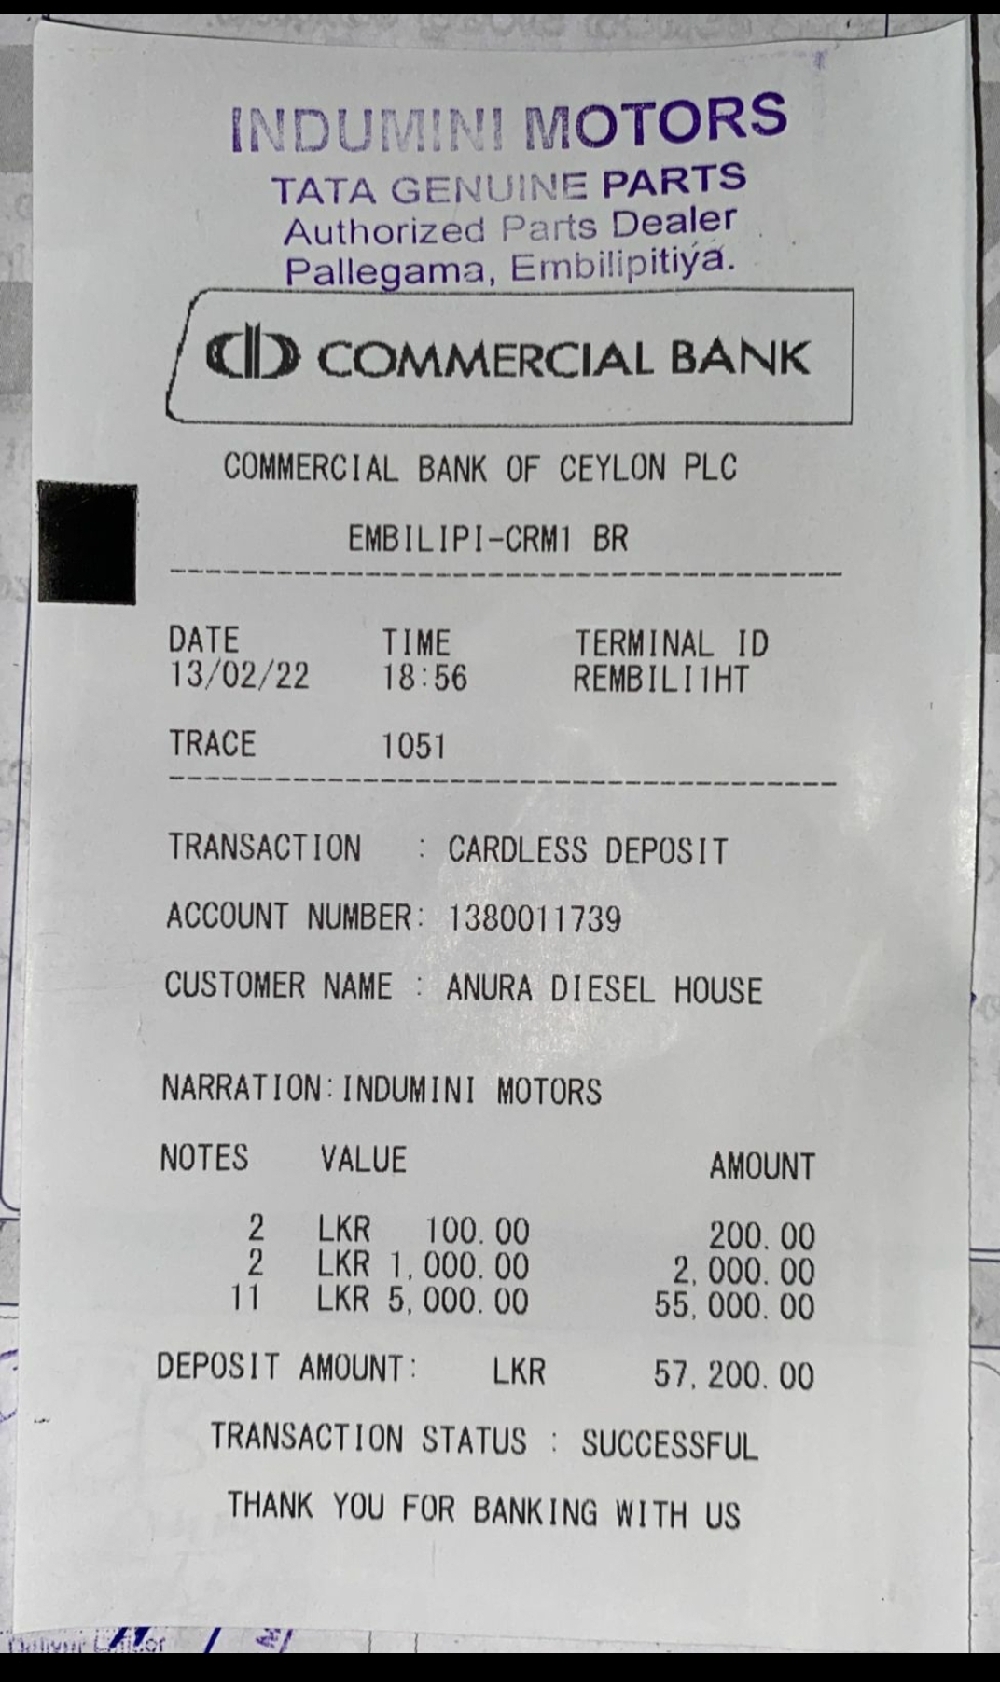 INDUMINI MOTORS
TATA GENUINE PARTS
Authorized Parts Dealer
Pallegama, Embilipitiya.
COMMERCIAL BANK
COMMERCIAL BANK OF CEYLON PLC
EMBILIPI-CRM1 BR
DATE TIME TERMINAL ID
13/02/22 18:56 REMBILI1HT
TRACE 1051
TRANSACTION : CARDLESS DEPOSIT
ACCOUNT NUMBER: 1380011739
CUSTOMER NAME : ANURA DIESEL HOUSE
NARRATION:INDUMINI MOTORS
NOTES VALUE AMOUNT
2 LKR 100.00 200.00
2 LKR 1,000.00 2,000.00
11 LKR 5,000.00 55,000.00
DEPOSIT AMOUNT: LKR 57,200.00
TRANSACTION STATUS : SUCCESSFUL
THANK YOU FOR BANKING WITH US